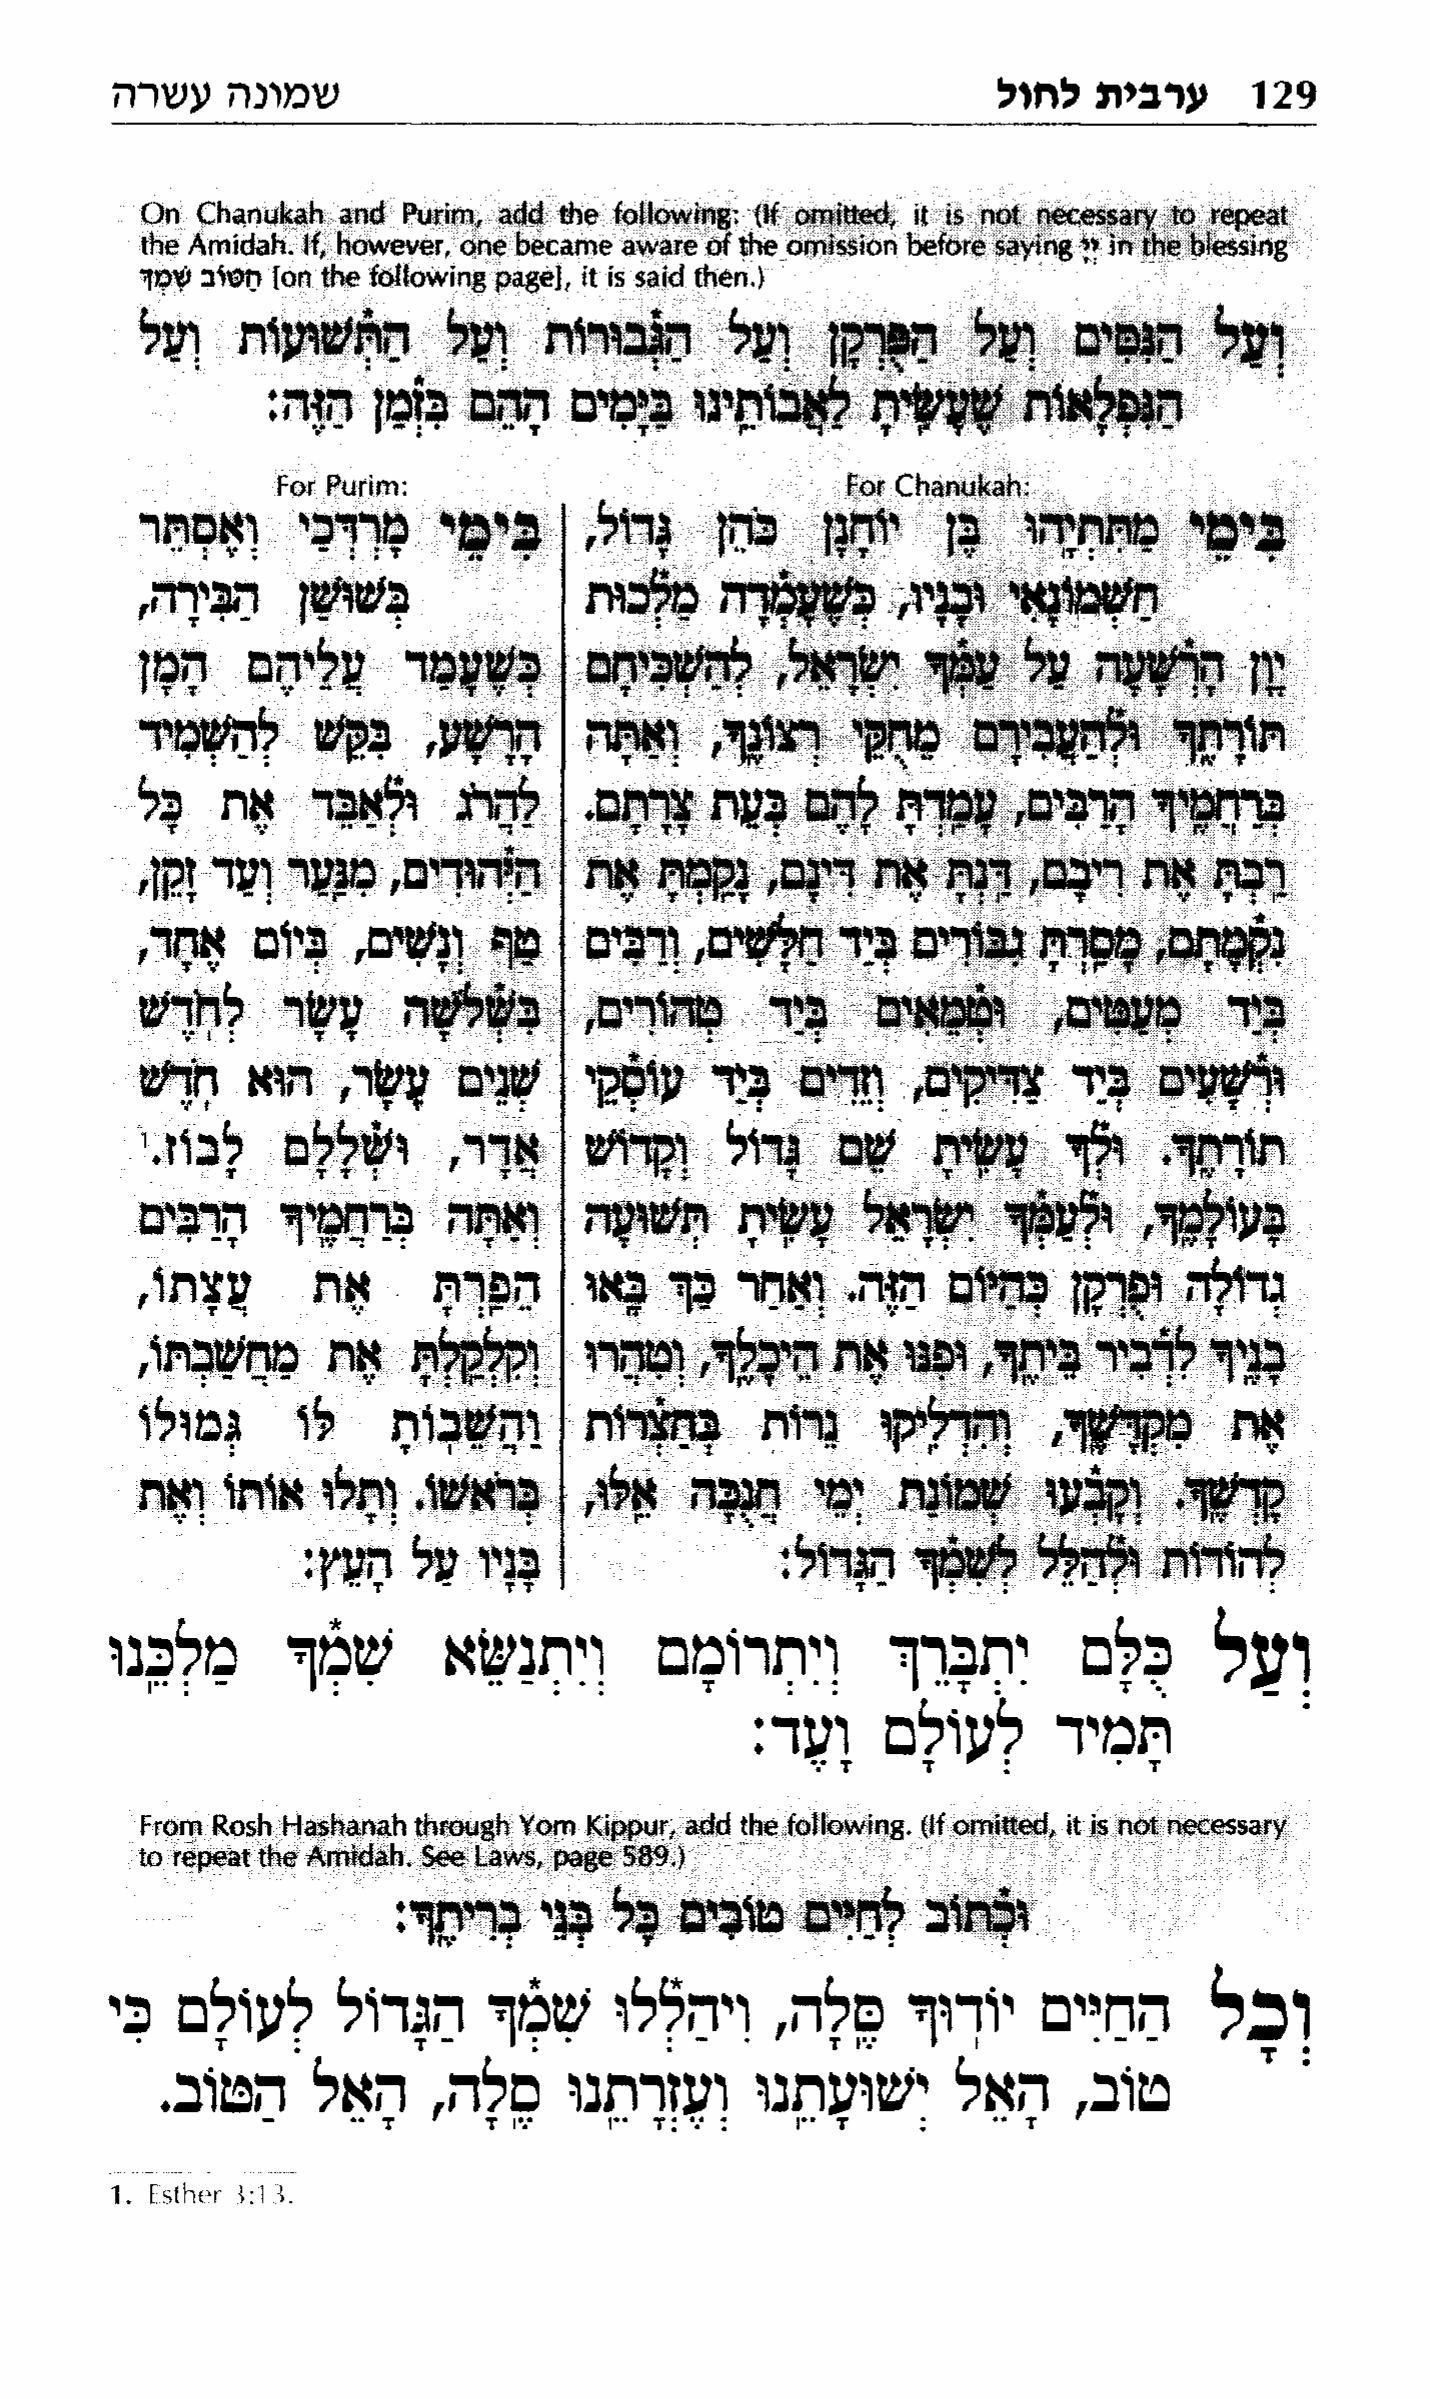 129 ערבית לחול שמונה עשרה
On Chanukah and Purim, add the following: (If omitted, it is not necessary to repeat
the Amidah. If, however, one became aware of the omission before saying יְיָ in the blessing
הַטּוֹב שִׁמְךָ [on the following page], it is said then.)
וְעַל הַנִּסִּים וְעַל הַפֻּרְקָן וְעַל הַגְּבוּרוֹת וְעַל הַתְּשׁוּעוֹת וְעַל
הַנִּפְלָאוֹת שֶׁעָשִׂיתָ לַאֲבוֹתֵינוּ בַּיָּמִים הָהֵם בִּזְּמַן הַזֶּה:
For Chanukah:
בִּימֵי מַתִּתְיָהוּ בֶּן יוֹחָנָן כֹּהֵן גָּדוֹל,
חַשְׁמוֹנָאִי וּבָנָיו, כְּשֶׁעָמְדָה מַלְכוּת
יָוָן הָרְשָׁעָה עַל עַמְּךָ יִשְׂרָאֵל, לְהַשְׁכִּיחָם
תּוֹרָתֶךָ וּלְהַעֲבִירָם מֵחֻקֵּי רְצוֹנֶךָ, וְאַתָּה
בְּרַחֲמֶיךָ הָרַבִּים, עָמַדְתָּ לָהֶם בְּעֵת צָרָתָם.
רַבְתָּ אֶת רִיבָם, דַּנְתָּ אֶת דִּינָם, נָקַמְתָּ אֶת
נִקְמָתָם, מָסַרְתָּ גִבּוֹרִים בְּיַד חַלָּשִׁים, וְרַבִּים
בְּיַד מְעַטִּים, וּטְמֵאִים בְּיַד טְהוֹרִים,
וּרְשָׁעִים בְּיַד צַדִּיקִים, וְזֵדִים בְּיַד עוֹסְקֵי
תוֹרָתֶךָ. וּלְךָ עָשִׂיתָ שֵׁם גָּדוֹל וְקָדוֹשׁ
בָּעוֹלָמֶךָ, וּלְעַמְּךָ יִשְׂרָאֵל עָשִׂיתָ תְּשׁוּעָה
גְדוֹלָה וּפֻרְקָן כְּהַיּוֹם הַזֶּה. וְאַחַר כַּךְ בָּאוּ
בָנֶיךָ לִדְבִיר בֵּיתֶךָ, וּפִנּוּ אֶת הֵיכָלֶךָ, וְטִהֲרוּ
אֶת מִקְדָּשֶׁךָ, וְהִדְלִיקוּ נֵרוֹת בְּחַצְרוֹת
קָדְשֶׁךָ. וְקָבְעוּ שְׁמוֹנַת יְמֵי חֲנֻכָּה אֵלּוּ,
לְהוֹדוֹת וּלְהַלֵּל לְשִׁמְךָ הַגָּדוֹל:
For Purim:
בִּימֵי מָרְדְּכַי וְאֶסְתֵּר
בְּשׁוּשַׁן הַבִּירָה,
כְּשֶׁעָמַד עֲלֵיהֶם הָמָן
הָרָשָׁע, בִּקֵּשׁ לְהַשְׁמִיד
לַהֲרֹג וּלְאַבֵּד אֶת כָּל
הַיְּהוּדִים, מִנַּעַר וְעַד זָקֵן,
טַף וְנָשִׁים, בְּיוֹם אֶחָד,
בִּשְׁלֹשָׁה עָשָׂר לְחֹדֶשׁ
שְׁנֵים עָשָׂר, הוּא חֹדֶשׁ
אֲדָר, וּשְׁלָלָם לָבוֹז.¹
וְאַתָּה בְּרַחֲמֶיךָ הָרַבִּים
הֵפַרְתָּ אֶת עֲצָתוֹ,
וְקִלְקַלְתָּ אֶת מַחֲשַׁבְתּוֹ,
וַהֲשֵׁבוֹתָ לוֹ גְּמוּלוֹ
בְּרֹאשׁוֹ. וְתָלוּ אוֹתוֹ וְאֶת
בָּנָיו עַל הָעֵץ:
וְעַל כֻּלָּם יִתְבָּרֵךְ וְיִתְרוֹמָם וְיִתְנַשֵּׂא שִׁמְךָ מַלְכֵּנוּ
תָּמִיד לְעוֹלָם וָעֶד:
From Rosh Hashanah through Yom Kippur, add the following. (If omitted, it is not necessary
to repeat the Amidah. See Laws, page 589.)
וּכְתוֹב לְחַיִּים טוֹבִים כָּל בְּנֵי בְרִיתֶךָ:
וְכָל הַחַיִּים יוֹדוּךָ סֶּלָה, וִיהַלְלוּ שִׁמְךָ הַגָּדוֹל לְעוֹלָם כִּי
טוֹב, הָאֵל יְשׁוּעָתֵנוּ וְעֶזְרָתֵנוּ סֶלָה, הָאֵל הַטּוֹב.
1. Esther 3:13.